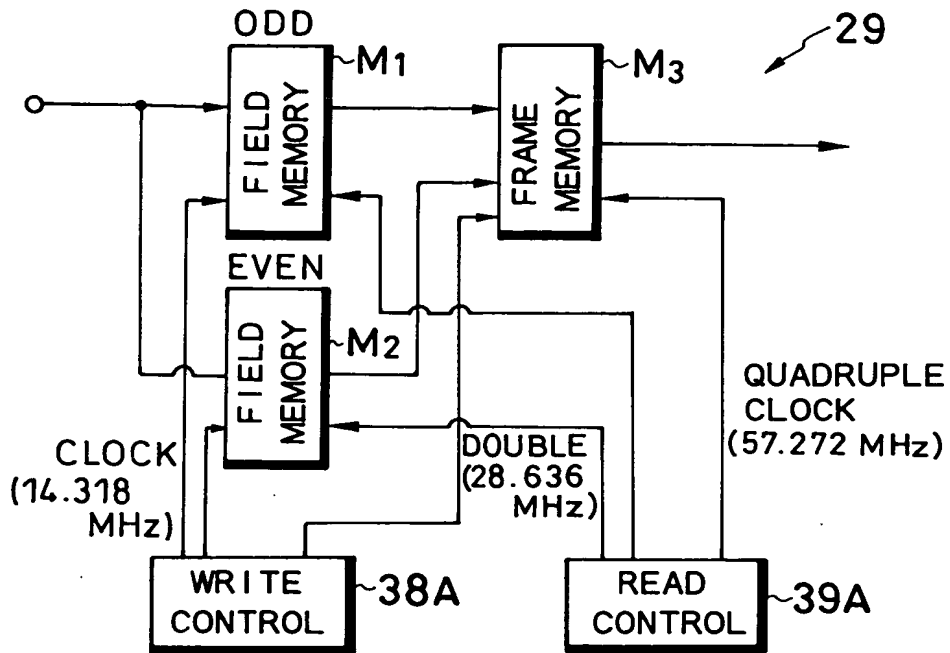 ODD
M1
M3
29
FIELD
MEMORY
FRAME
MEMORY
EVEN
M2
FIELD
MEMORY
CLOCK
(14.318
MHz)
DOUBLE
(28.636
MHz)
QUADRUPLE
CLOCK
(57.272 MHz)
WRITE
CONTROL
38A
READ
CONTROL
39A